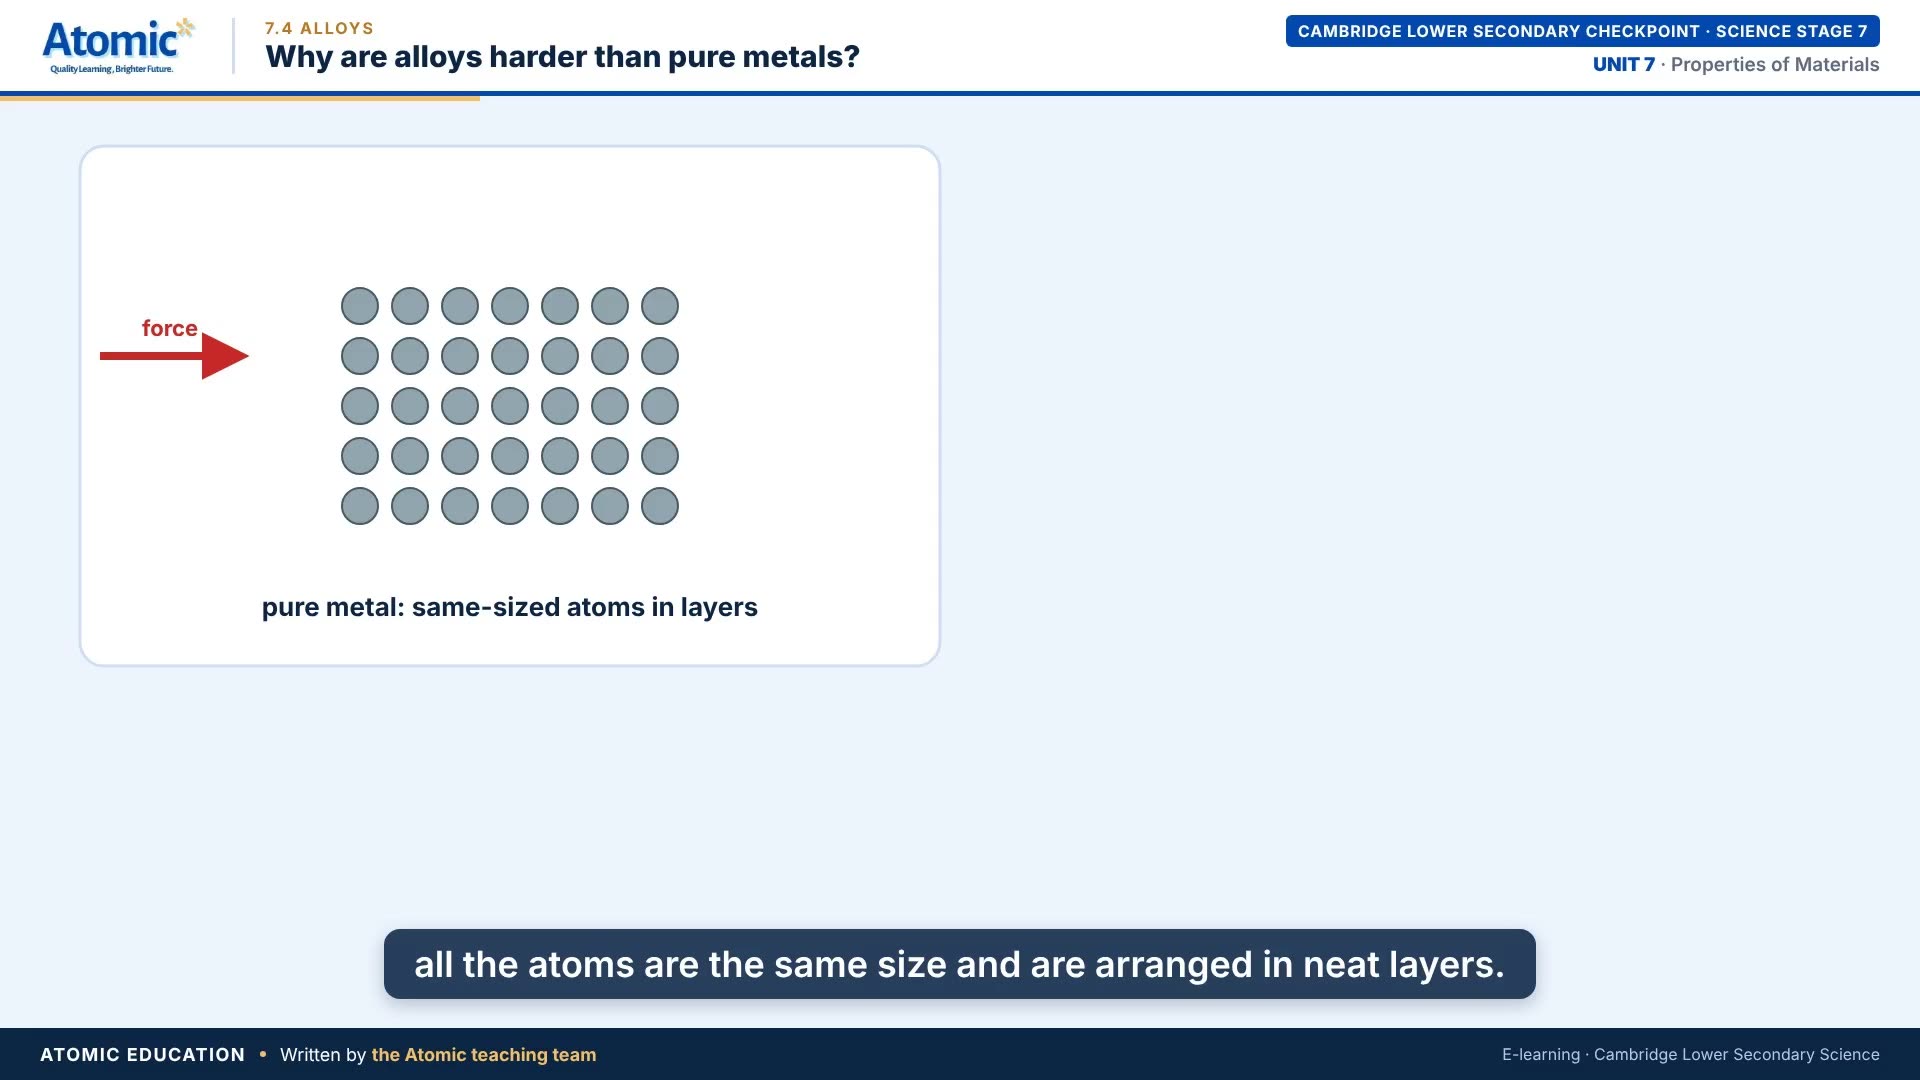 Atomic
Quality Learning, Brighter Future.
7.4 ALLOYS
Why are alloys harder than pure metals?
CAMBRIDGE LOWER SECONDARY CHECKPOINT · SCIENCE STAGE 7
UNIT 7 · Properties of Materials
force
pure metal: same-sized atoms in layers
all the atoms are the same size and are arranged in neat layers.
ATOMIC EDUCATION • Written by the Atomic teaching team
E-learning · Cambridge Lower Secondary Science